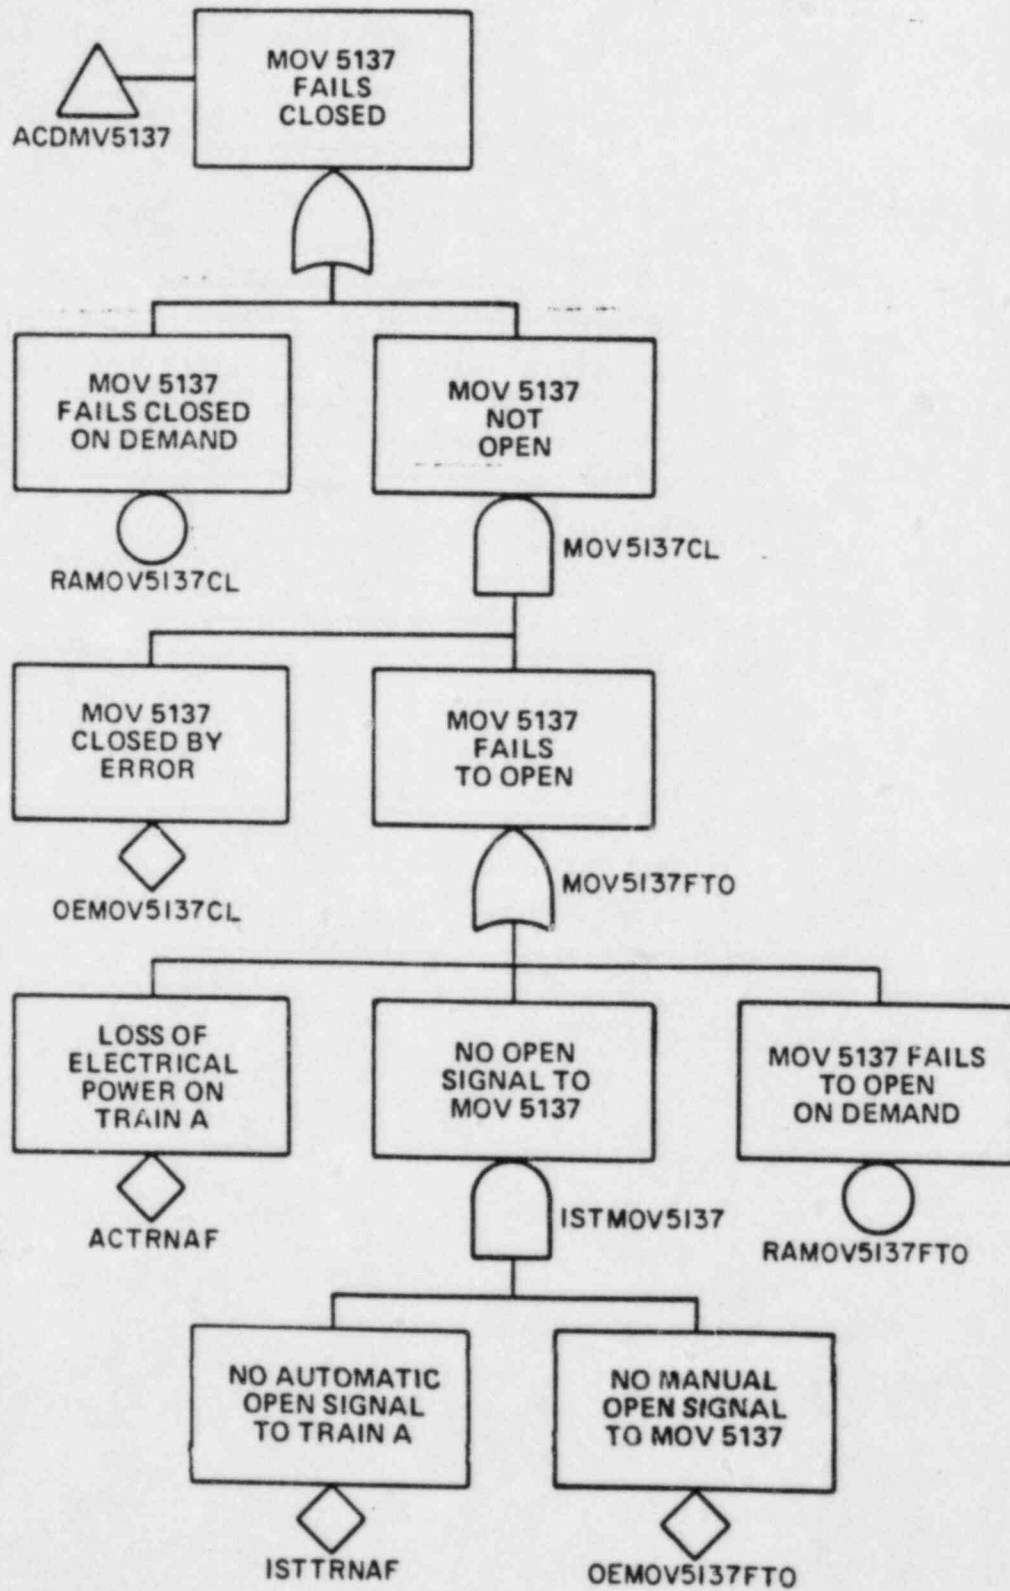 MOV 5137
FAILS
CLOSED
ACDMV5137
MOV 5137
FAILS CLOSED
ON DEMAND
RAMOV5137CL
MOV 5137
NOT
OPEN
MOV5137CL
MOV 5137
CLOSED BY
ERROR
OEMOV5137CL
MOV 5137
FAILS
TO OPEN
MOV5137FTO
LOSS OF
ELECTRICAL
POWER ON
TRAIN A
ACTRNAF
NO OPEN
SIGNAL TO
MOV 5137
ISTMOV5137
MOV 5137 FAILS
TO OPEN
ON DEMAND
RAMOV5137FTO
NO AUTOMATIC
OPEN SIGNAL
TO TRAIN A
ISTTRNAF
NO MANUAL
OPEN SIGNAL
TO MOV 5137
OEMOV5137FTO